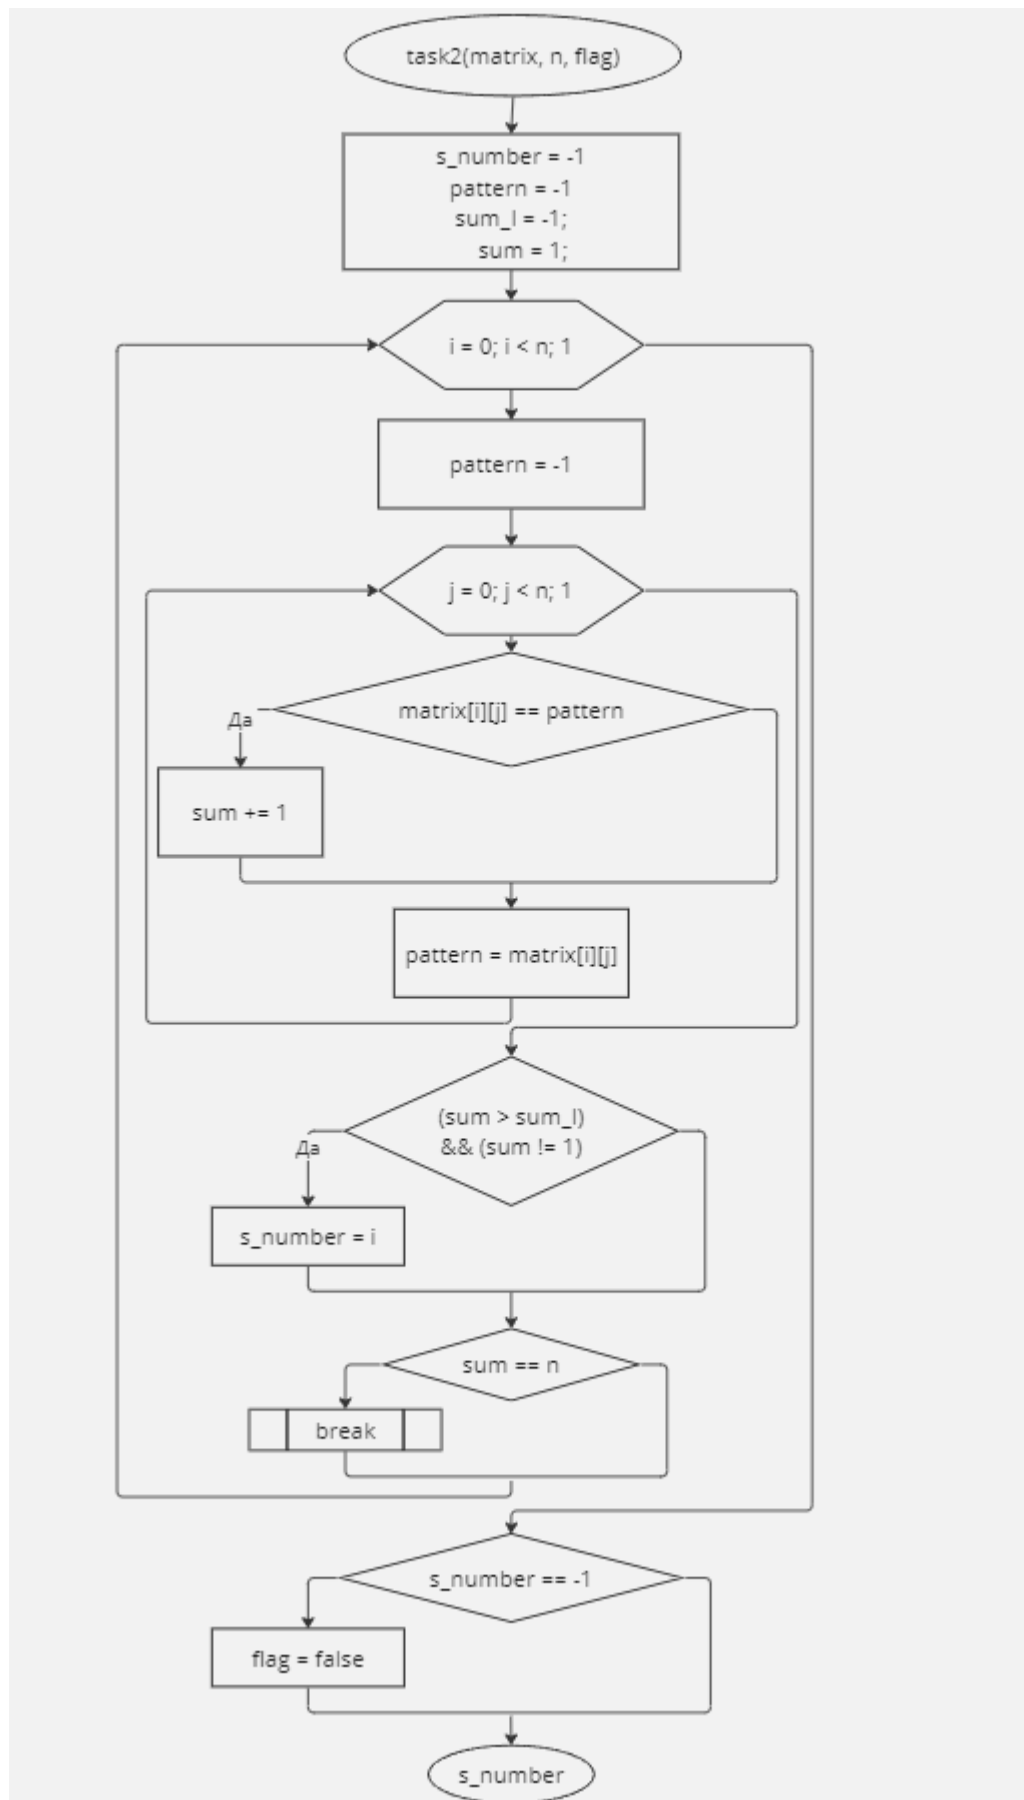 task2(matrix, n, flag)
s_number = -1
pattern = -1
sum_l = -1;
sum = 1;
i = 0; i < n; 1
pattern = -1
j = 0; j < n; 1
matrix[i][j] == pattern
Да
sum += 1
pattern = matrix[i][j]
(sum > sum_l)
&& (sum != 1)
Да
s_number = i
sum == n
break
s_number == -1
flag = false
s_number